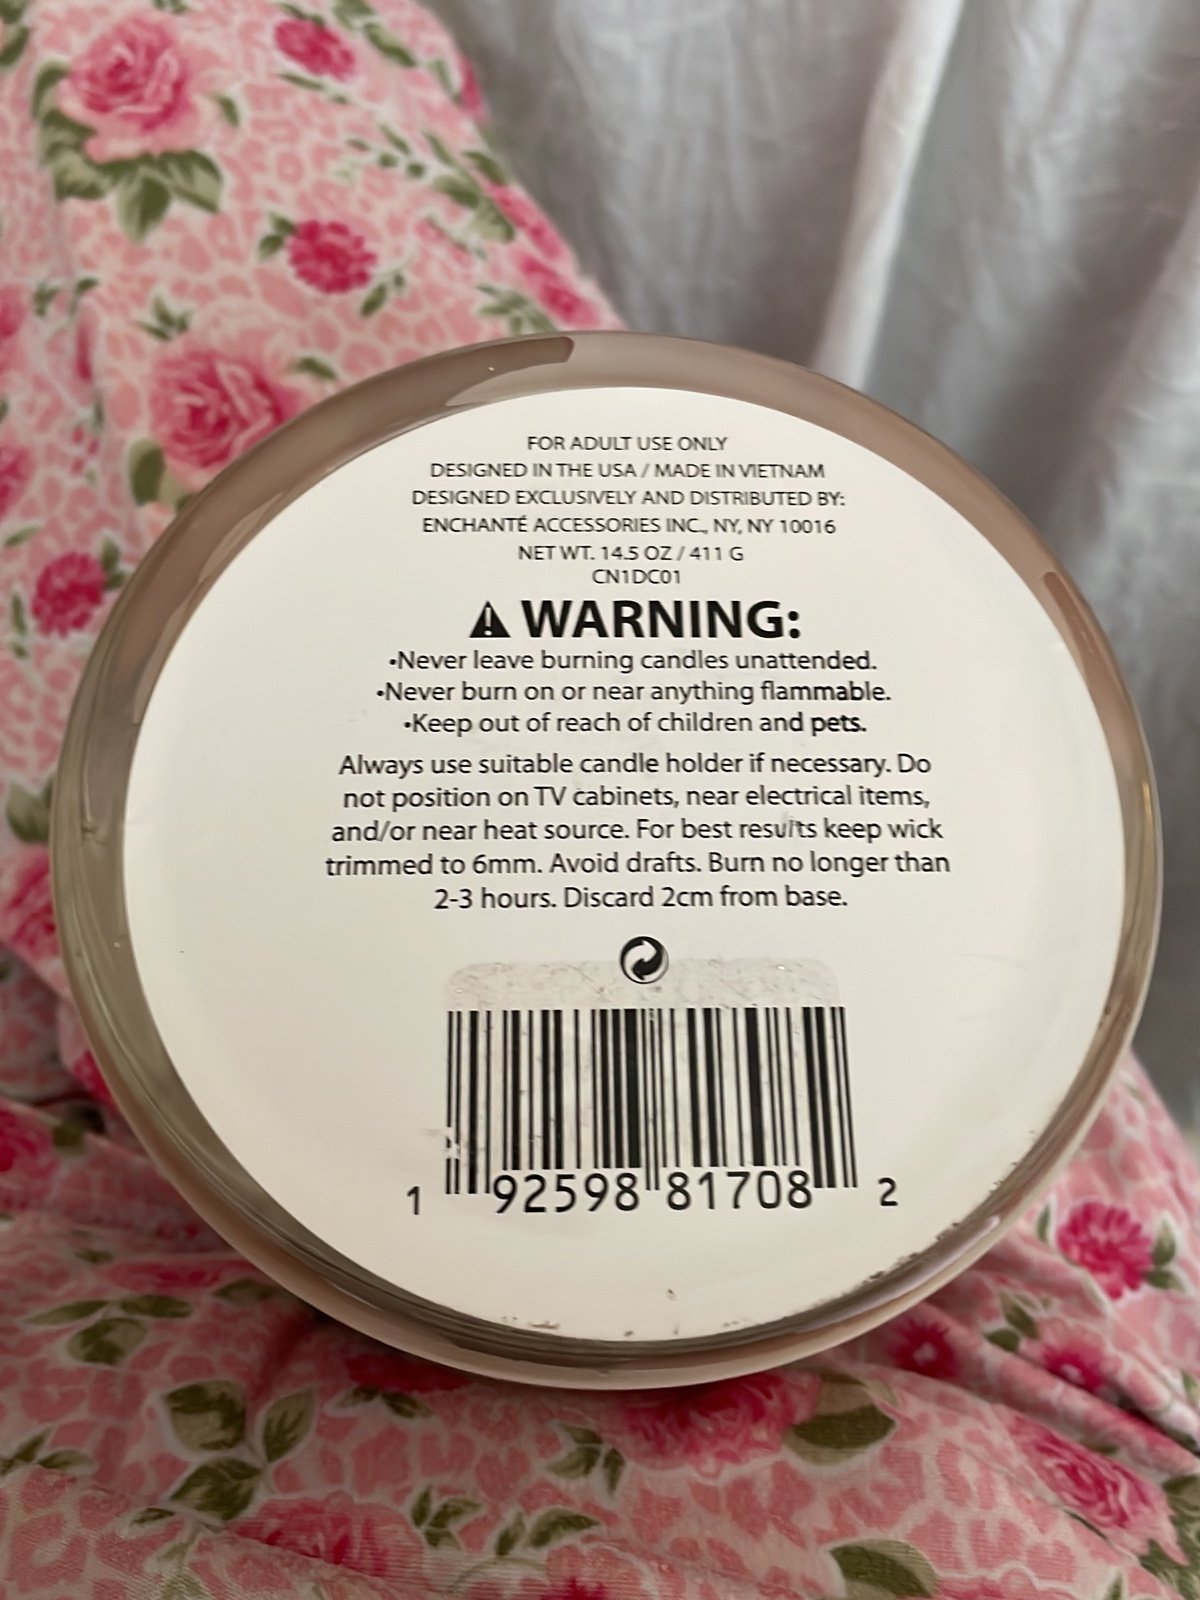 FOR ADULT USE ONLY
DESIGNED IN THE USA / MADE IN VIETNAM
DESIGNED EXCLUSIVELY AND DISTRIBUTED BY:
ENCHANTÉ ACCESSORIES INC., NY, NY 10016
NET WT. 14.5 OZ / 411 G
CN1DC01
WARNING:
•Never leave burning candles unattended.
•Never burn on or near anything flammable.
•Keep out of reach of children and pets.
Always use suitable candle holder if necessary. Do
not position on TV cabinets, near electrical items,
and/or near heat source. For best results keep wick
trimmed to 6mm. Avoid drafts. Burn no longer than
2-3 hours. Discard 2cm from base.
1 92598 81708 2